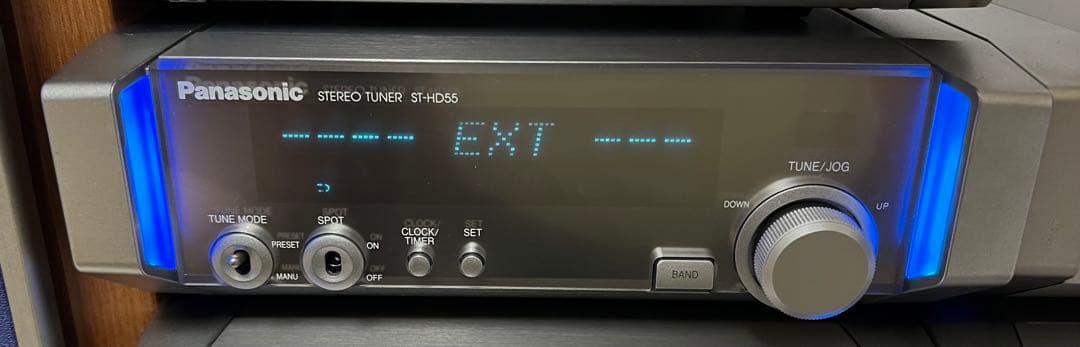 Panasonic STEREO TUNER ST-HD55
---- EXT ---
TUNE/JOG
DOWN UP
TUNE MODE SPOT CLOCK/TIMER SET
PRESET ON
MANU OFF
BAND